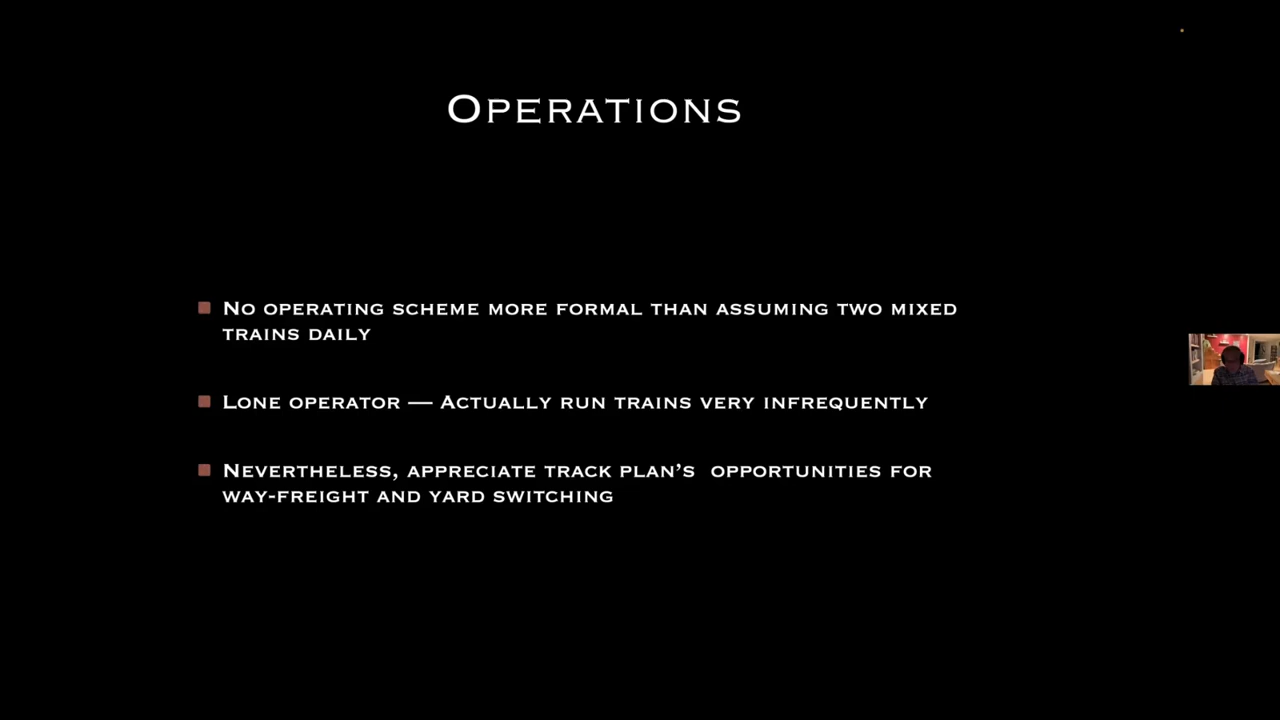 Operations
No operating scheme more formal than assuming two mixed
trains daily
Lone operator — Actually run trains very infrequently
Nevertheless, appreciate track plan’s  opportunities for
way-freight and yard switching